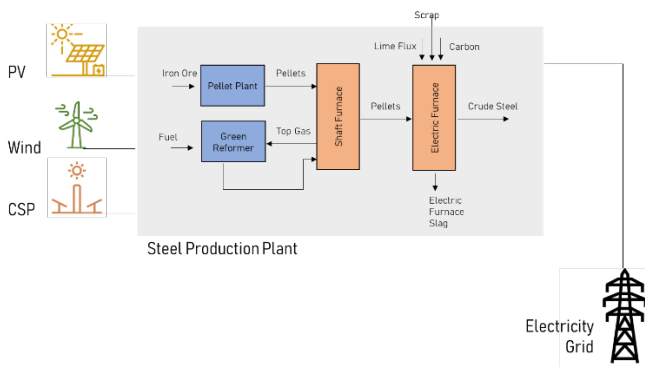 Scrap
Lime Flux
Carbon
PV
Iron Ore
Pellet Plant
Pellets
Shaft Furnace
Pellets
Electric Furnace
Crude Steel
Wind
Fuel
Green
Reformer
Top Gas
CSP
Electric
Furnace
Slag
Steel Production Plant
Electricity
Grid